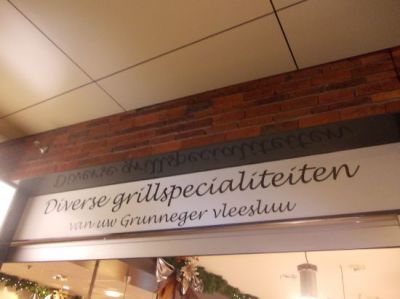 Diverse grillspecialiteiten
van uw Grunneger vleesluu